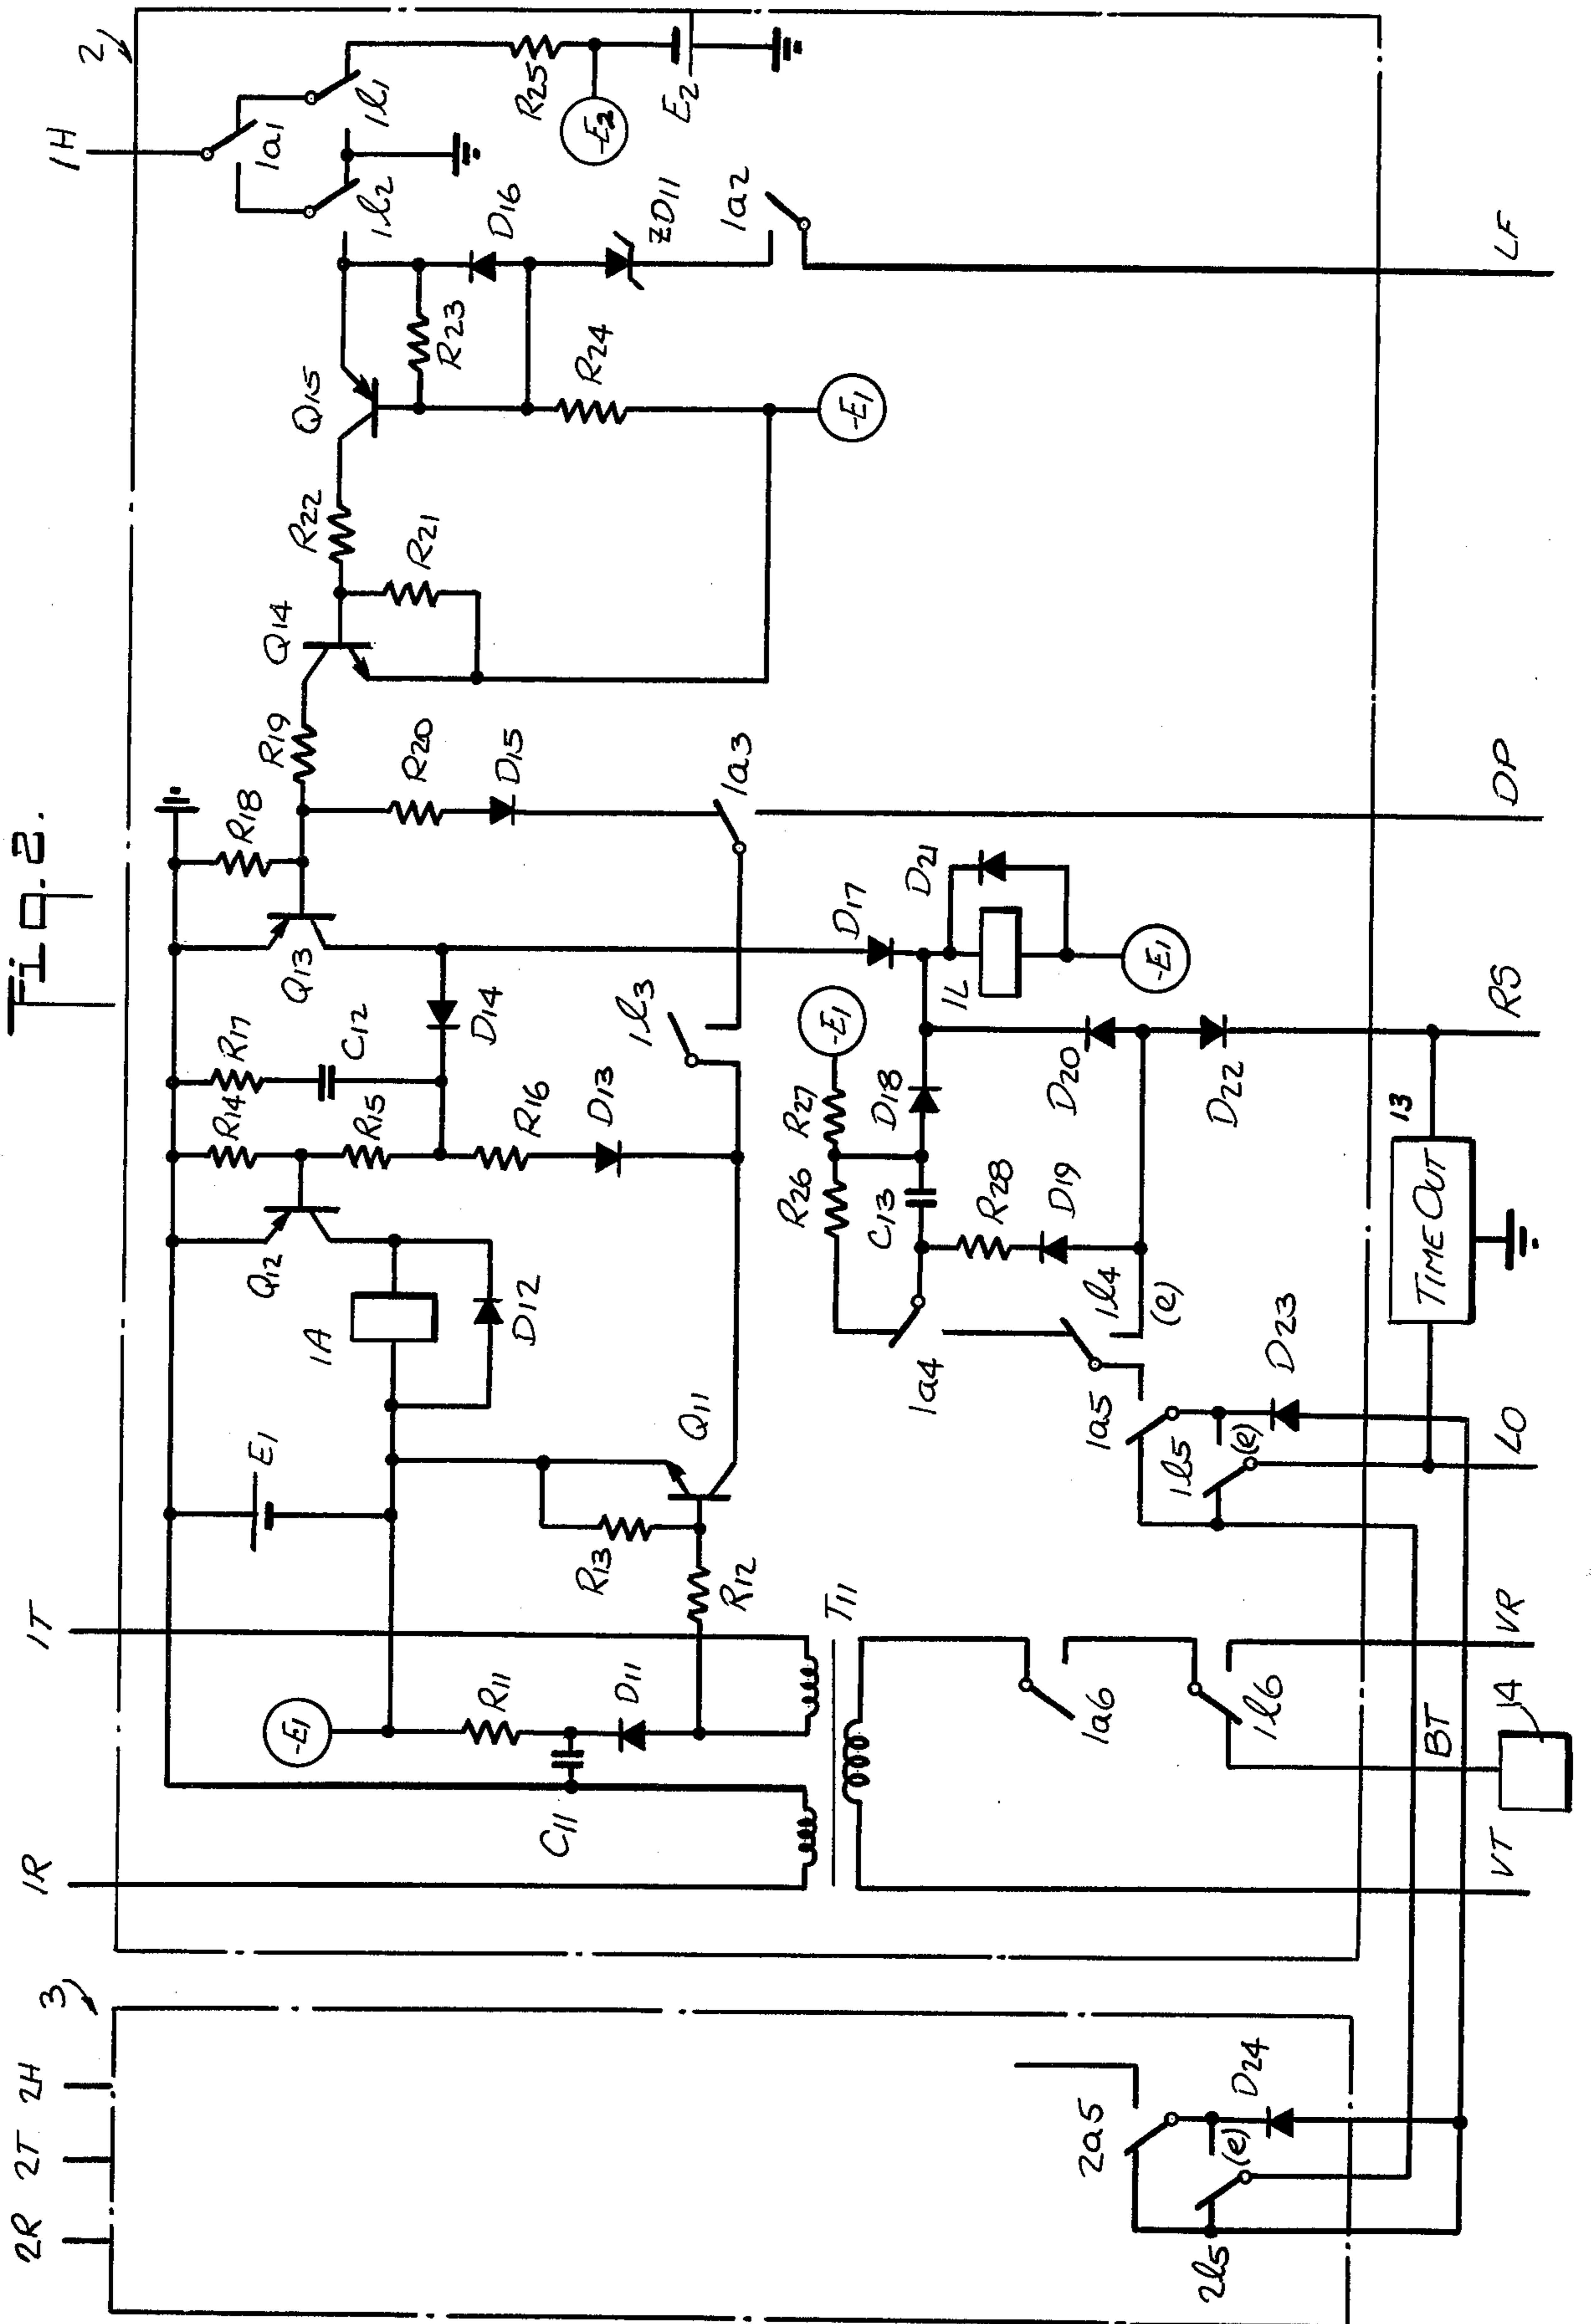 Fig. 2.
2
1H
1a1
1l1
1l2
R25
-E2
E2
D16
ZD11
1a2
LF
Q15
R23
R24
-E1
R22
R21
Q14
R19
R20
D15
1a3
DP
R18
Q13
D14
1l3
D17
D21
1L
-E1
RS
R17
C12
R14
R15
R16
D13
-E1
R27
D18
D20
D22
R26
C13
R28
D19
13
TIME OUT
Q12
1A
D12
1a4
1l4
(e)
E1
Q11
1a5
1l5
(e)
D23
LO
R13
R12
1T
T11
-E1
R11
D11
C11
1R
1a6
1l6
VR
BT
14
VT
3
2H
2T
2R
2a5
D24
(e)
2l5